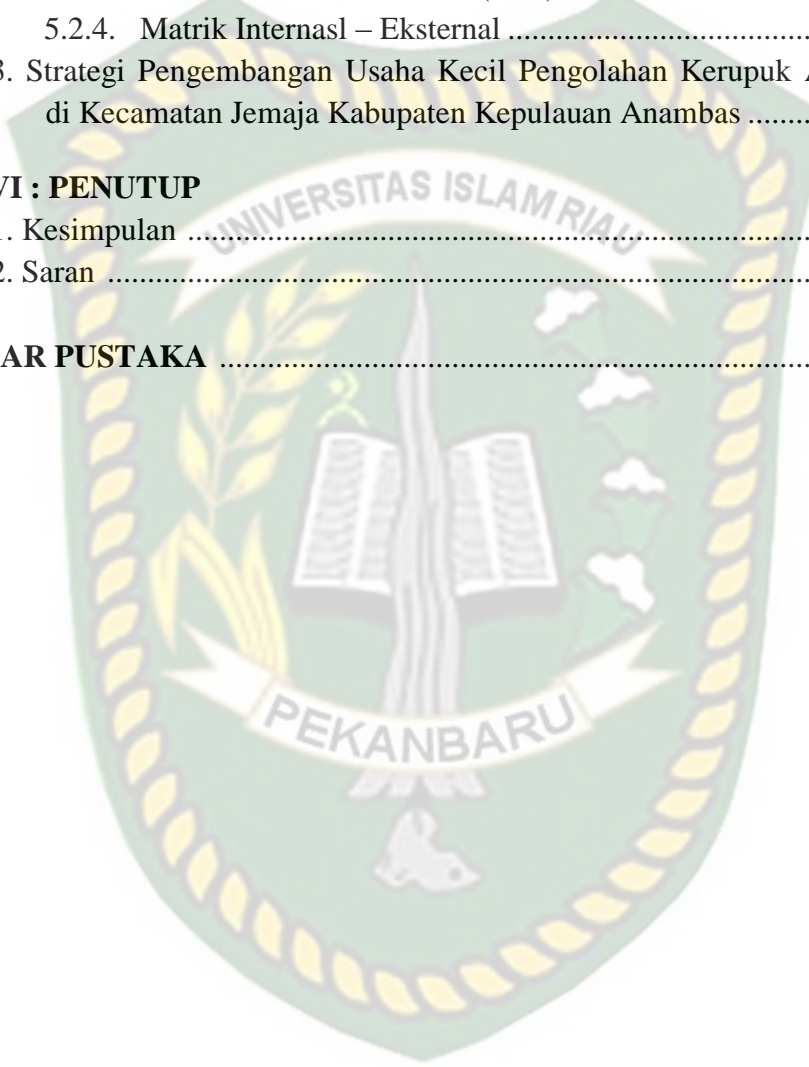 5.2.4. Matrik Internasl – Eksternal ........................................
3. Strategi Pengembangan Usaha Kecil Pengolahan Kerupuk
di Kecamatan Jemaja Kabupaten Kepulauan Anambas ........
VI : PENUTUP
1. Kesimpulan ................................................................................
2. Saran ..........................................................................................
AR PUSTAKA ............................................................................
UNIVERSITAS ISLAM RIAU
PEKANBARU